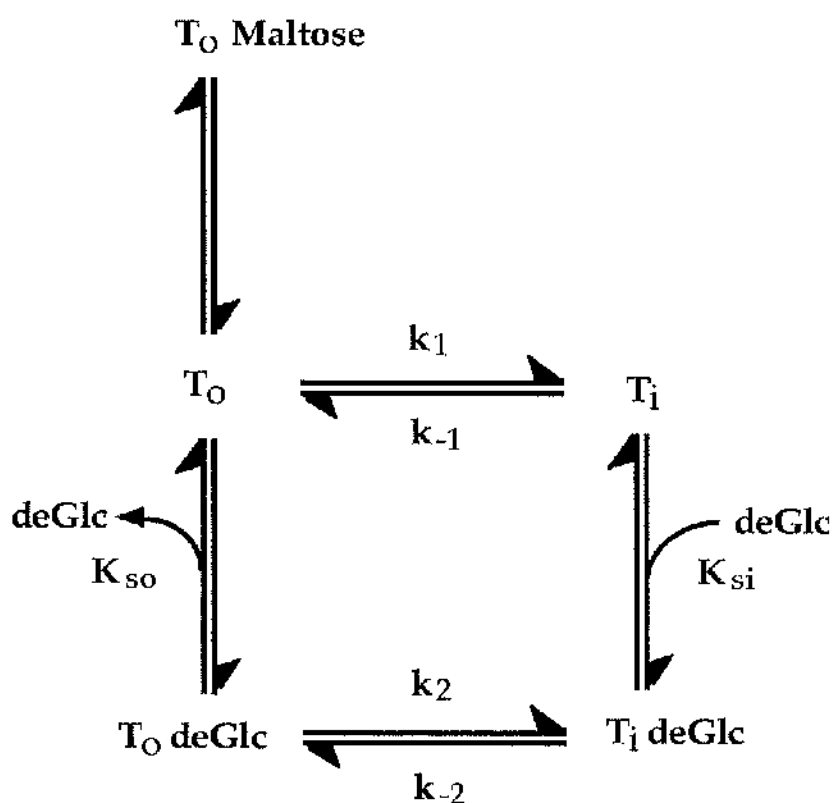 To Maltose
k1
To
Ti
k-1
deGlc
deGlc
Kso
Ksi
k2
To deGlc
Ti deGlc
k-2